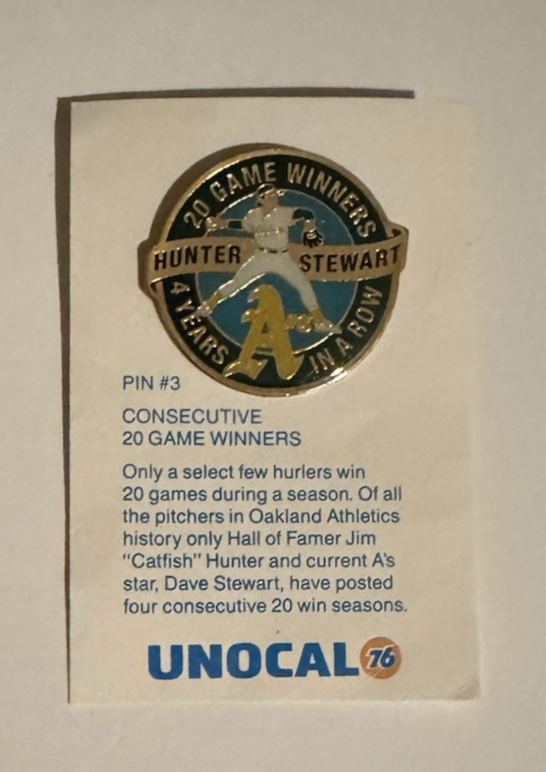 20 GAME WINNERS
HUNTER STEWART
4 YEARS IN A ROW
A's
PIN #3
CONSECUTIVE
20 GAME WINNERS
Only a select few hurlers win
20 games during a season. Of all
the pitchers in Oakland Athletics
history only Hall of Famer Jim
"Catfish" Hunter and current A's
star, Dave Stewart, have posted
four consecutive 20 win seasons.
UNOCAL 76